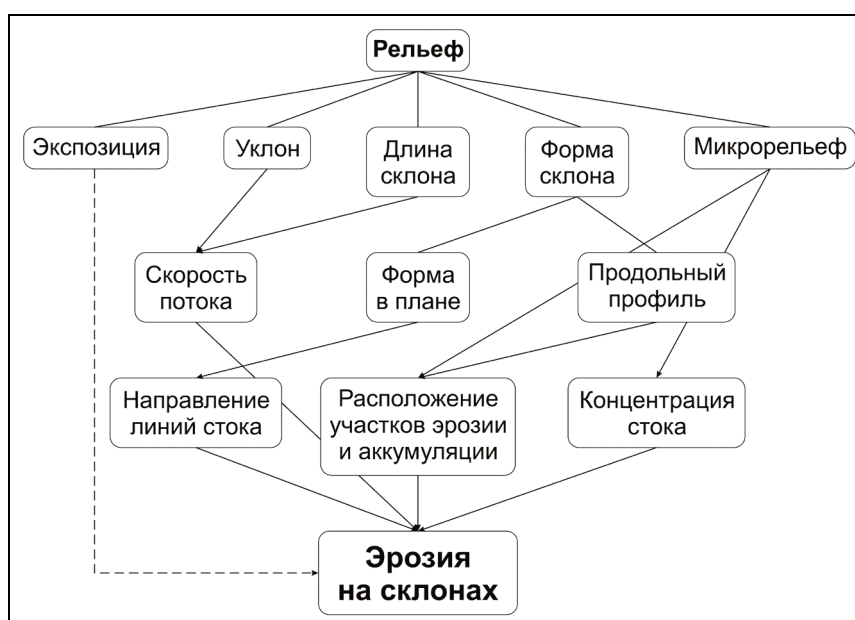 Рельеф
Экспозиция
Уклон
Длина
склона
Форма
склона
Микрорельеф
Скорость
потока
Форма
в плане
Продольный
профиль
Направление
линий стока
Расположение
участков эрозии
и аккумуляции
Концентрация
стока
Эрозия
на склонах